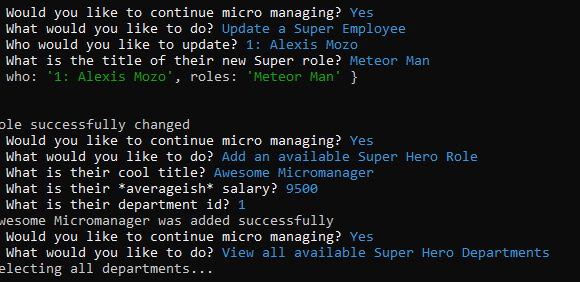 Would you like to continue micro managing? Yes
What would you like to do? Update a Super Employee
Who would you like to update? 1: Alexis Mozo
What is the title of their new Super role? Meteor Man
who: '1: Alexis Mozo', roles: 'Meteor Man' }
ole successfully changed
Would you like to continue micro managing? Yes
What would you like to do? Add an available Super Hero Role
What is their cool title? Awesome Micromanager
What is their *averageish* salary? 9500
What is their department id? 1
wesome Micromanager was added successfully
Would you like to continue micro managing? Yes
What would you like to do? View all available Super Hero Departments
electing all departments...